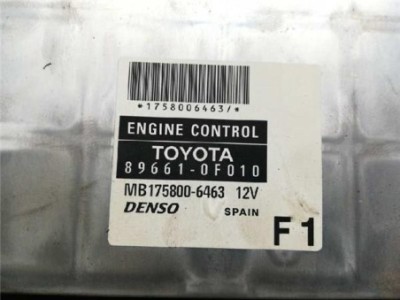 *1758006463/*
ENGINE CONTROL
TOYOTA
89661-0F010
MB175800-6463 12V
DENSO SPAIN F1